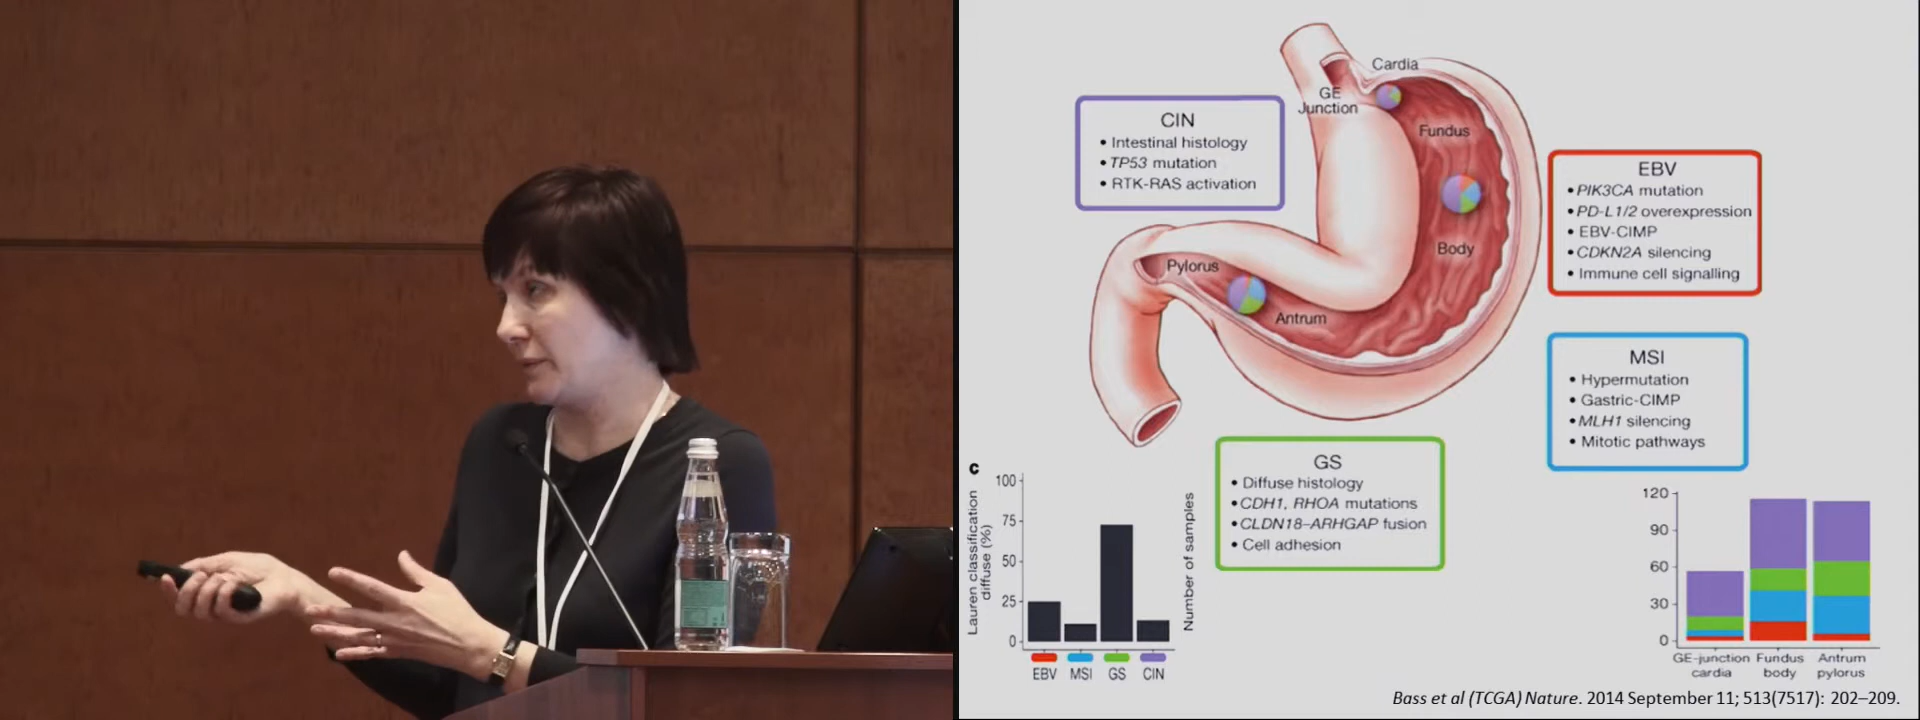 Cardia
GE
Junction
Fundus
Body
Pylorus
Antrum
CIN
• Intestinal histology
• TP53 mutation
• RTK-RAS activation
EBV
• PIK3CA mutation
• PD-L1/2 overexpression
• EBV-CIMP
• CDKN2A silencing
• Immune cell signalling
MSI
• Hypermutation
• Gastric-CIMP
• MLH1 silencing
• Mitotic pathways
GS
• Diffuse histology
• CDH1, RHOA mutations
• CLDN18–ARHGAP fusion
• Cell adhesion
c
Lauren classification
diffuse (%)
100
75
50
25
0
EBV MSI GS CIN
Number of samples
120
90
60
30
0
GE-junction
cardia
Fundus
body
Antrum
pylorus
Bass et al (TCGA) Nature. 2014 September 11; 513(7517): 202–209.